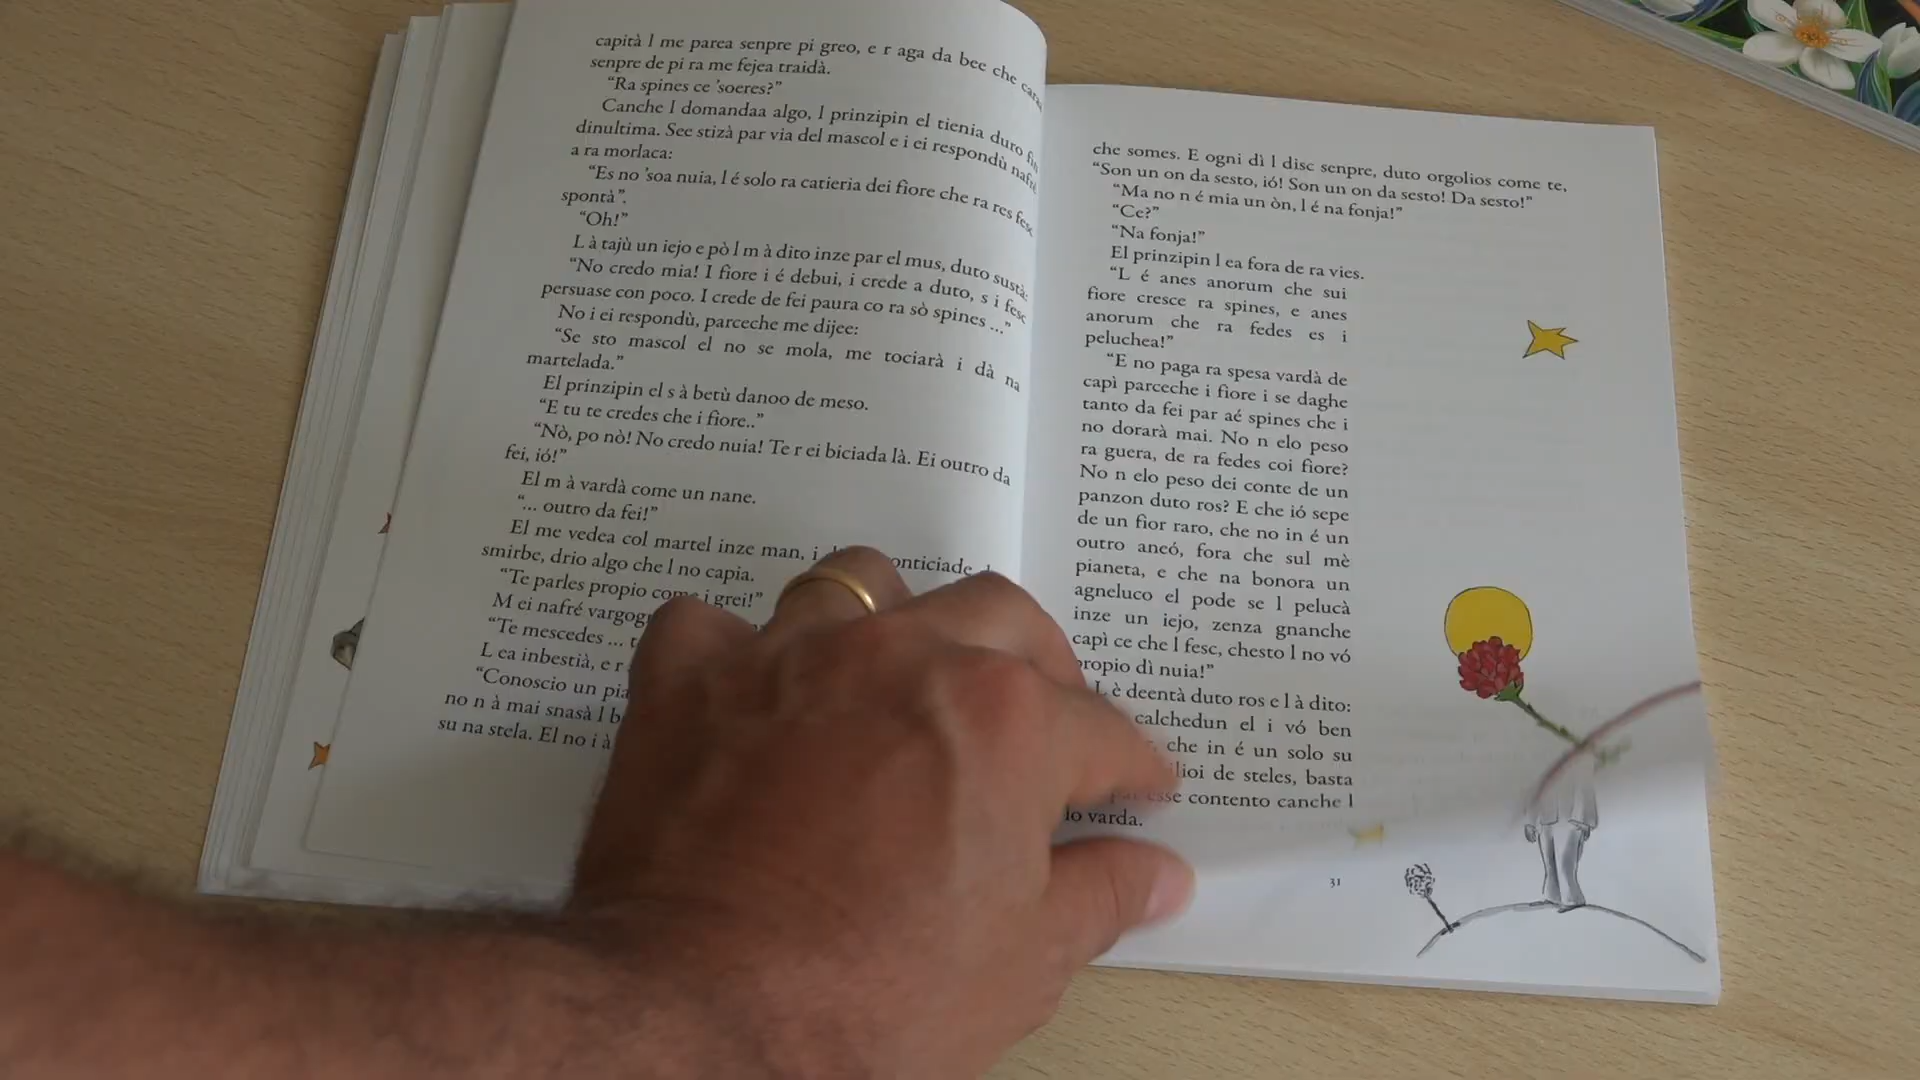 capità l me parea senpre pi greo, e r aga da bee che
senpre de pi ra me fejea traidà.
“Ra spines ce ’soeres?”
Canche l domandaa algo, l prinzipin el tienia duro fin
dinultima. See stizà par via del mascol e i ei respondù nafré
a ra morlaca:
“Es no ’soa nuia, l é solo ra catieria dei fiore che ra res fesc
spontà”.
“Oh!”
L à tajù un iejo e pò l m à dito inze par el mus, duto sustà:
“No credo mia! I fiore i é debui, i crede a duto, s i fesc
persuase con poco. I crede de fei paura co ra sò spines ...”
No i ei respondù, parceche me dijee:
“Se sto mascol el no se mola, me tociarà i dà na
martelada.”
El prinzipin el s à betù danoo de meso.
“E tu te credes che i fiore..”
“Nò, po nò! No credo nuia! Te r ei biciada là. Ei outro da
fei, ió!”
El m à vardà come un nane.
“... outro da fei!”
El me vedea col martel inze man, i
smirbe, drio algo che l no capia.
“Te parles propio come i grei!”
M ei nafré
“Te mescedes ...
L ea inbestià, e r
“Conoscio un
no n à mai snasà l
su na stela. El no i à
che somes. E ogni dì l disc senpre, duto orgolios come te,
“Son un on da sesto, ió! Son un on da sesto! Da sesto!”
“Ma no n é mia un òn, l é na fonja!”
“Ce?”
“Na fonja!”
El prinzipin l ea fora de ra vies.
“L é anes anorum che sui
fiore cresce ra spines, e anes
anorum che ra fedes es i
peluchea!”
“E no paga ra spesa vardà de
capì parceche i fiore i se daghe
tanto da fei par aé spines che i
no dorarà mai. No n elo peso
ra guera, de ra fedes coi fiore?
No n elo peso dei conte de un
panzon duto ros? E che ió sepe
de un fior raro, che no in é un
outro ancó, fora che sul mè
pianeta, e che na bonora un
agneluco el pode se l pelucà
inze un iejo, zenza gnanche
capì ce che l fesc, chesto l no vó
propio dì nuia!”
L è deentà duto ros e l à dito:
calchedun el i vó ben
che in é un solo su
de steles, basta
esse contento canche l
lo varda.
31